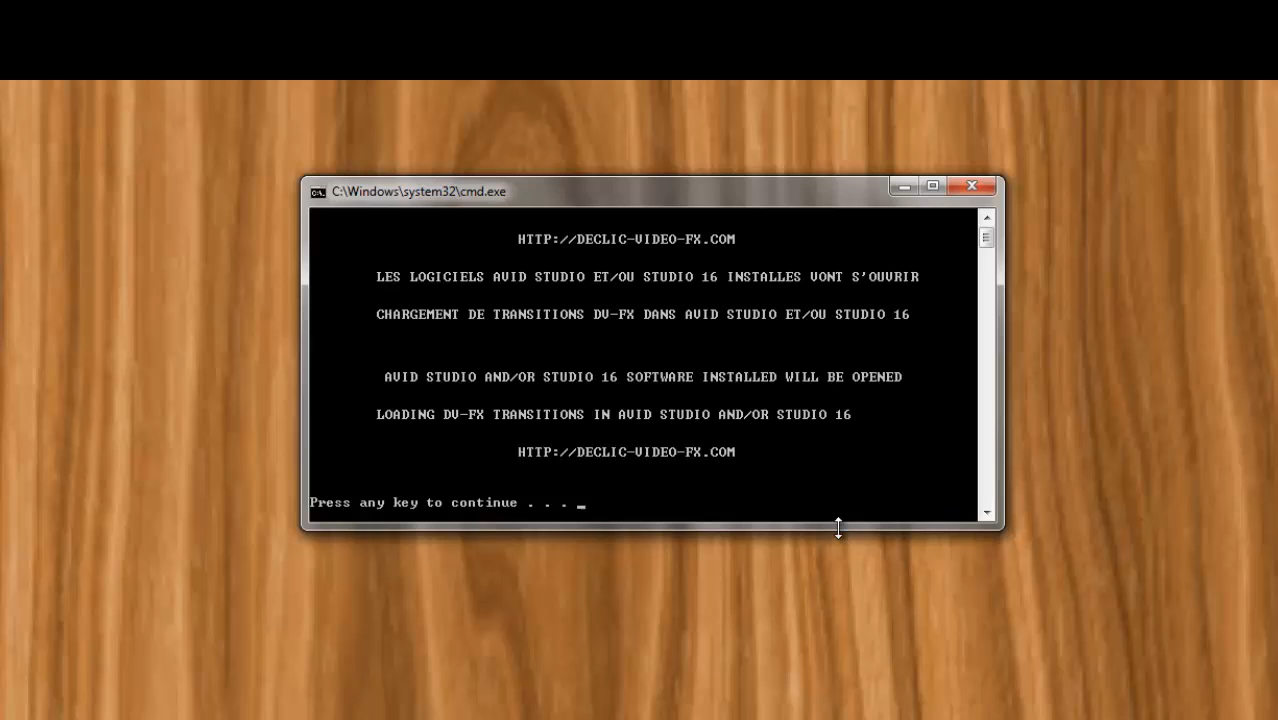 C:\Windows\system32\cmd.exe
HTTP://DECLIC-VIDEO-FX.COM
LES LOGICIELS AVID STUDIO ET/OU STUDIO 16 INSTALLES VONT S'OUVRIR
CHARGEMENT DE TRANSITIONS DV-FX DANS AVID STUDIO ET/OU STUDIO 16
AVID STUDIO AND/OR STUDIO 16 SOFTWARE INSTALLED WILL BE OPENED
LOADING DV-FX TRANSITIONS IN AVID STUDIO AND/OR STUDIO 16
HTTP://DECLIC-VIDEO-FX.COM
Press any key to continue . . . _